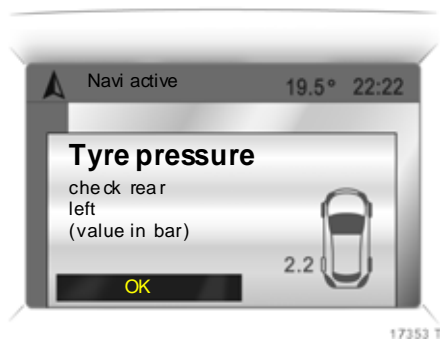 Navi active 19.5° 22:22
Tyre pressure
check rear
left
(value in bar)
2.2
OK
17353 T